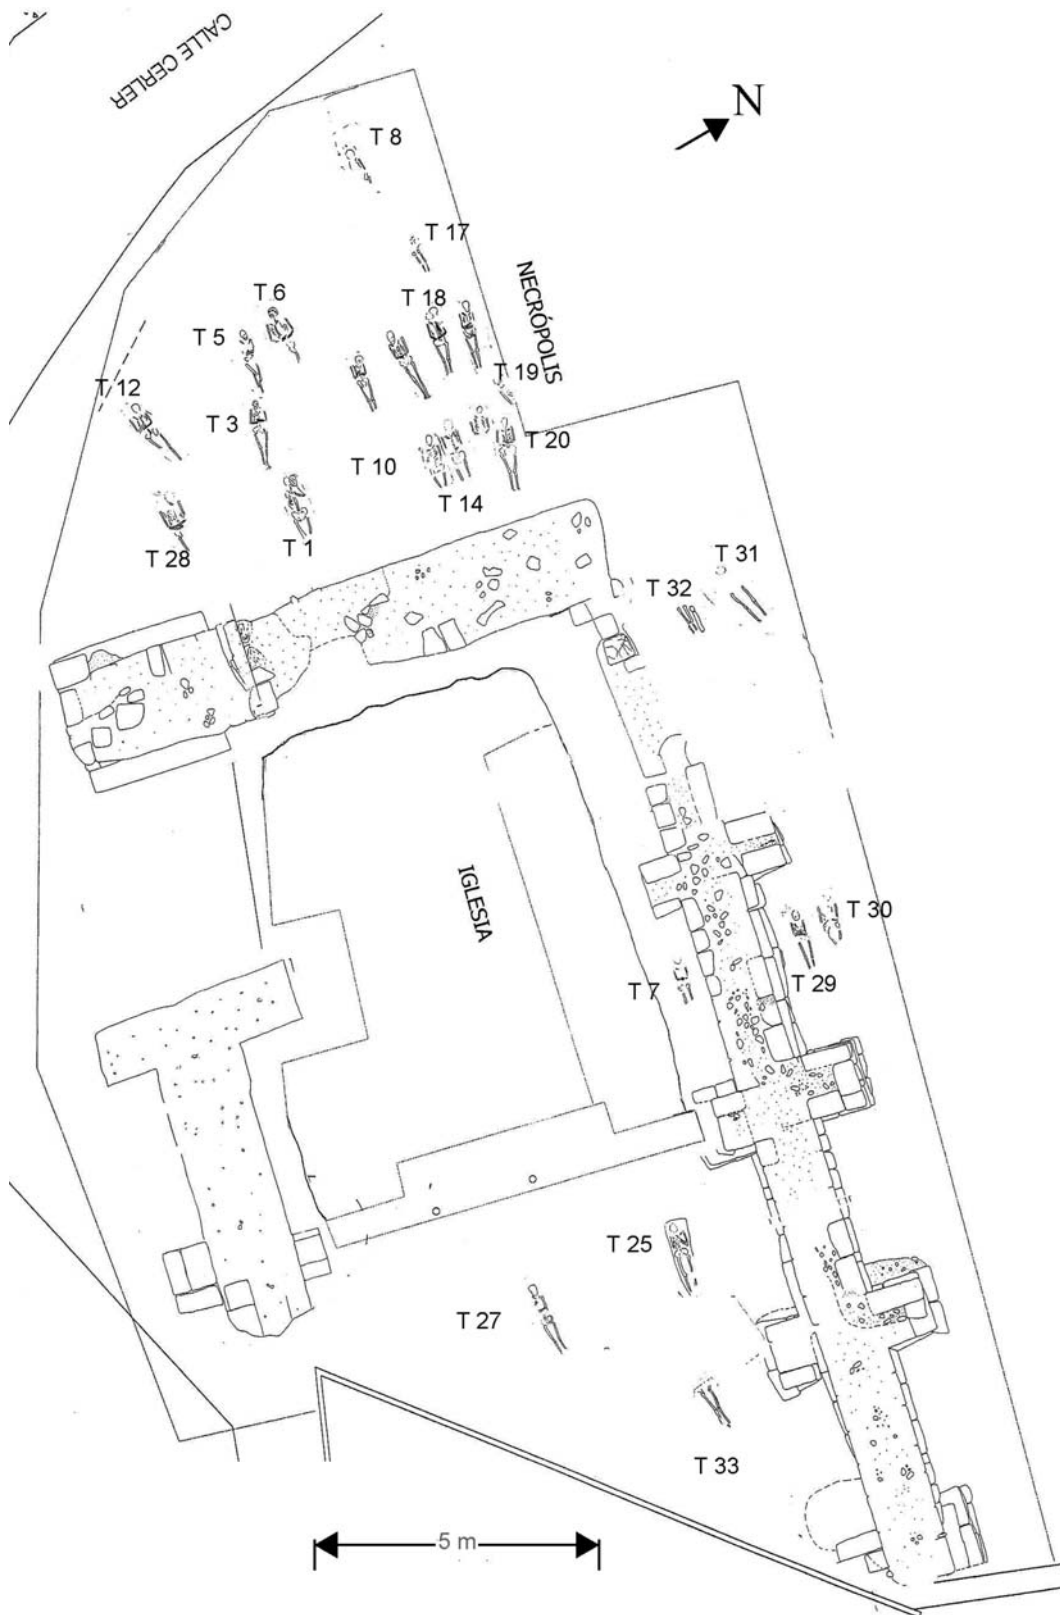 CALLE CERLER
N
T 8
T 17
NECRÓPOLIS
T 6
T 18
T 5
T 19
T 12
T 3
T 20
T 10
T 14
T 1
T 28
T 31
T 32
IGLESIA
T 30
T 7
T 29
T 25
T 27
T 33
5 m